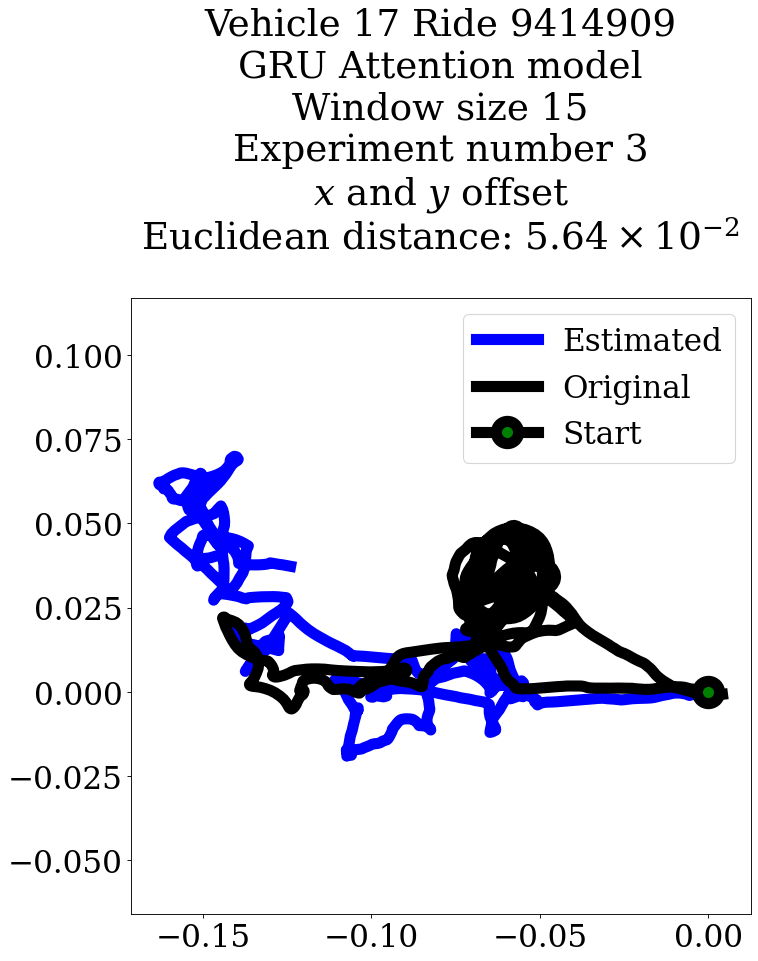 Vehicle 17 Ride 9414909
GRU Attention model
Window size 15
Experiment number 3
x and y offset
Euclidean distance: 5.64 × 10⁻²
Estimated
Original
Start
0.100
0.075
0.050
0.025
0.000
−0.025
−0.050
−0.15 −0.10 −0.05 0.00